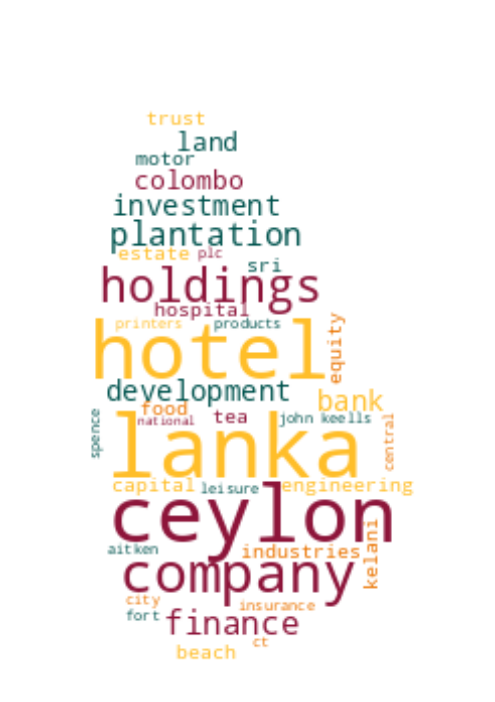 trust
land
motor
colombo
investment
plantation
estate plc
sri
holdings
hospital
printers products
hotel
equity
development
bank
food
national tea john keells
spence
lanka
central
capital leisure engineering
ceylon
aitken industries
kelani
company
city insurance
fort finance
ct
beach